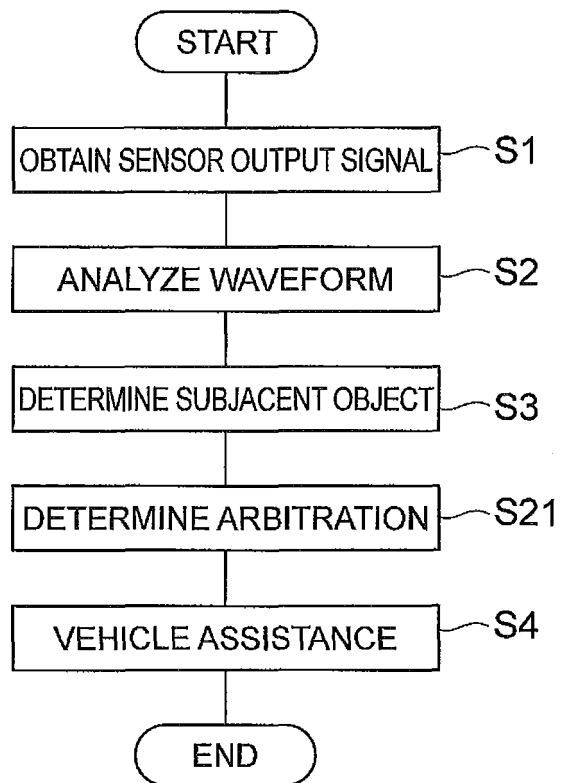 START
OBTAIN SENSOR OUTPUT SIGNAL
S1
ANALYZE WAVEFORM
S2
DETERMINE SUBJACENT OBJECT
S3
DETERMINE ARBITRATION
S21
VEHICLE ASSISTANCE
S4
END